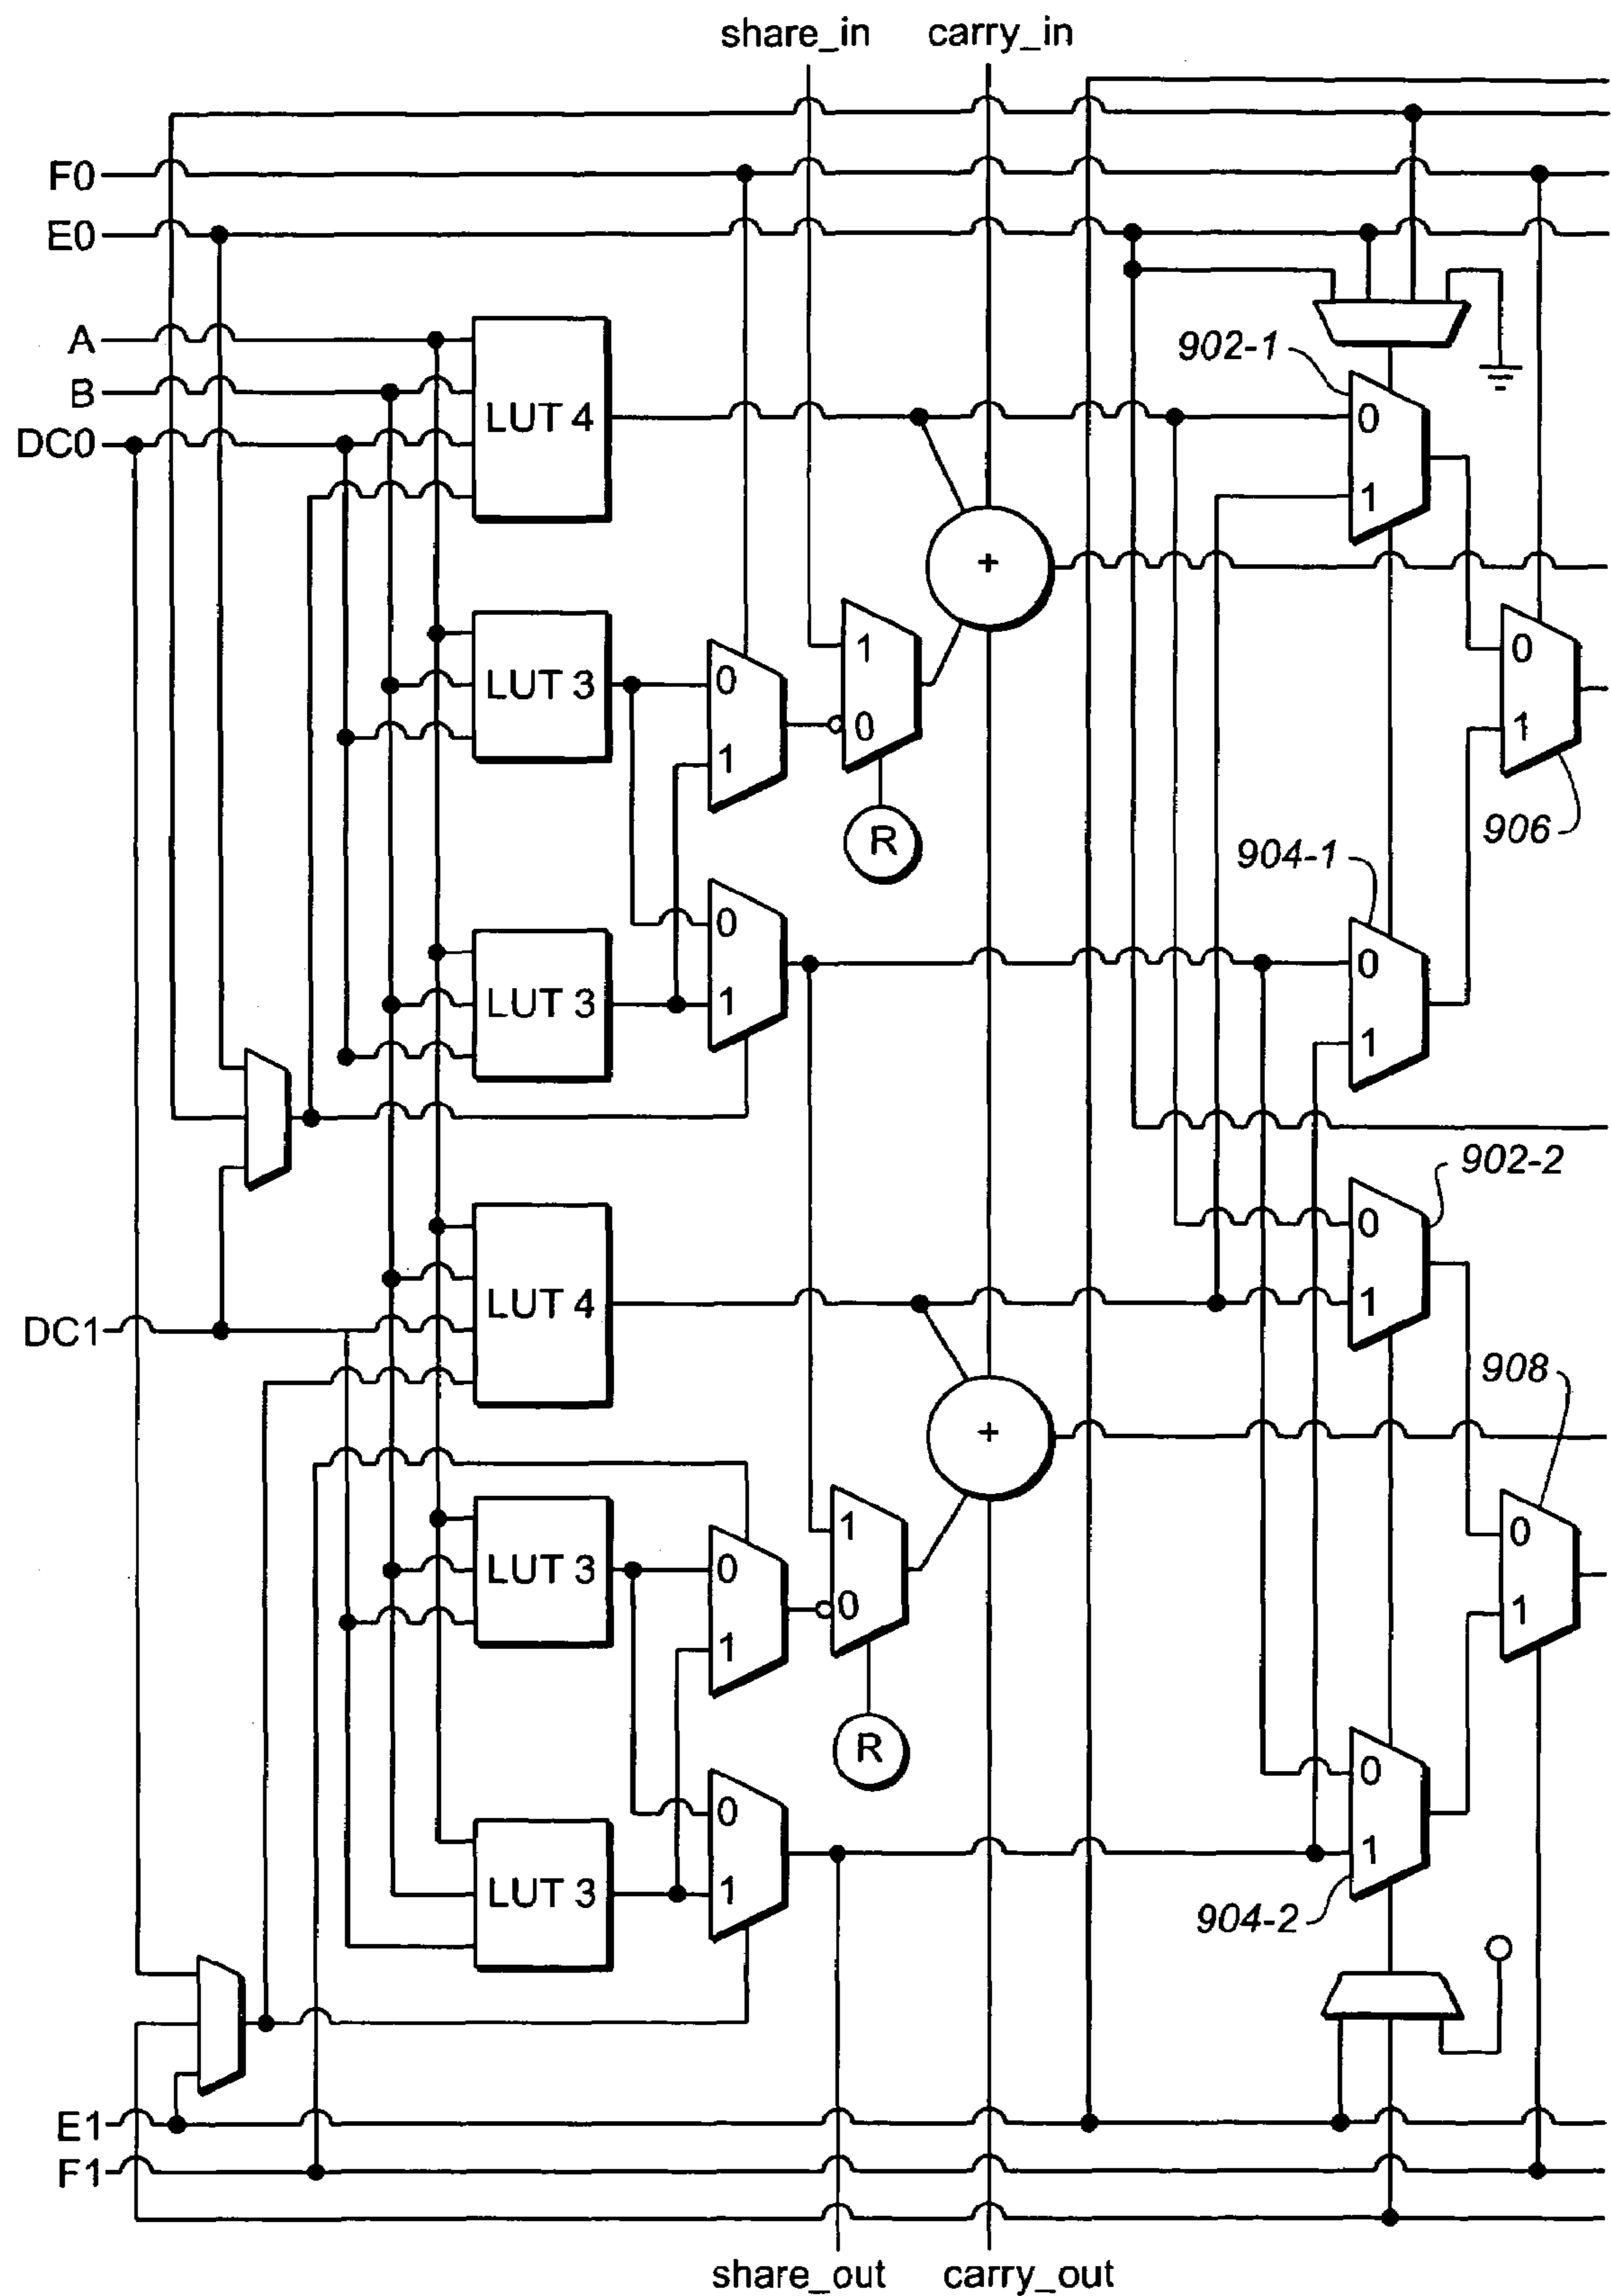 share_in carry_in
F0
E0
A
B
DC0
LUT 4
902-1
0
1
+
LUT 3
0
1
1
0
R
0
1
906
904-1
LUT 3
0
1
0
1
902-2
LUT 4
0
1
DC1
+
908
LUT 3
0
1
1
0
R
0
1
LUT 3
0
1
0
1
904-2
E1
F1
share_out carry_out